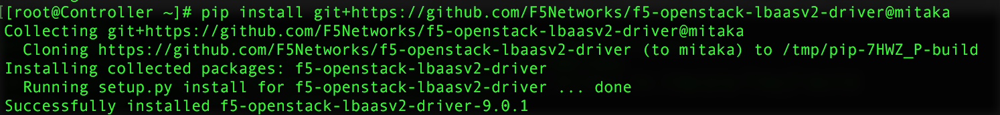 [[root@Controller ~]# pip install git+https://github.com/F5Networks/f5-openstack-lbaasv2-driver@mitaka
Collecting git+https://github.com/F5Networks/f5-openstack-lbaasv2-driver@mitaka
  Cloning https://github.com/F5Networks/f5-openstack-lbaasv2-driver (to mitaka) to /tmp/pip-7HWZ_P-build
Installing collected packages: f5-openstack-lbaasv2-driver
  Running setup.py install for f5-openstack-lbaasv2-driver ... done
Successfully installed f5-openstack-lbaasv2-driver-9.0.1